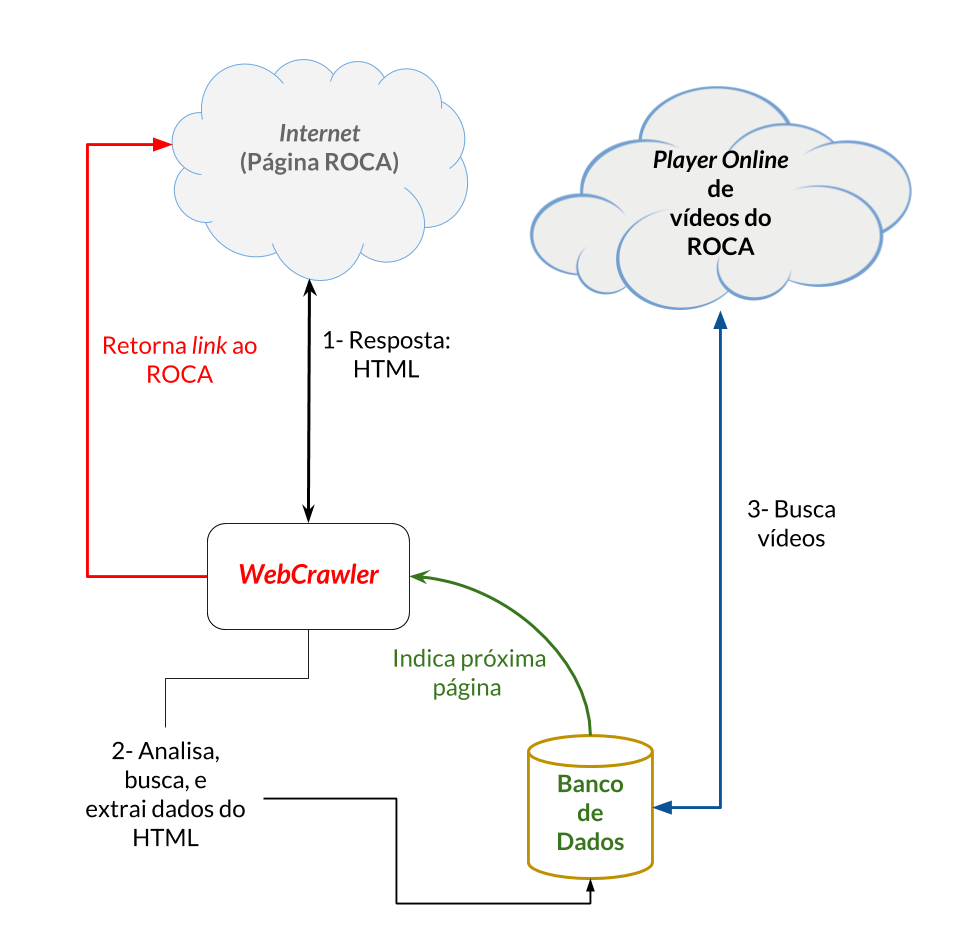 Internet
(Página ROCA)
Player Online
de
vídeos do
ROCA
Retorna link ao
ROCA
1- Resposta:
HTML
3- Busca
vídeos
WebCrawler
Indica próxima
página
2- Analisa,
busca, e
extrai dados do
HTML
Banco
de
Dados